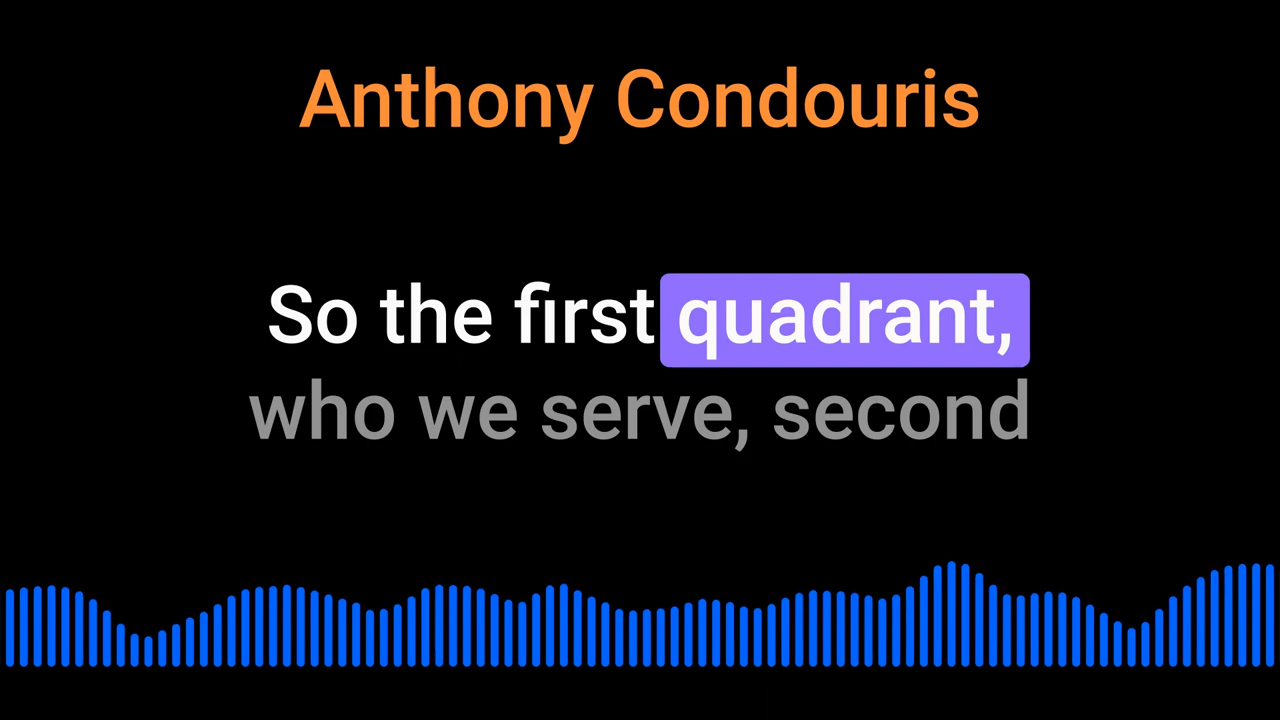 Anthony Condouris
So the first quadrant,
who we serve, second